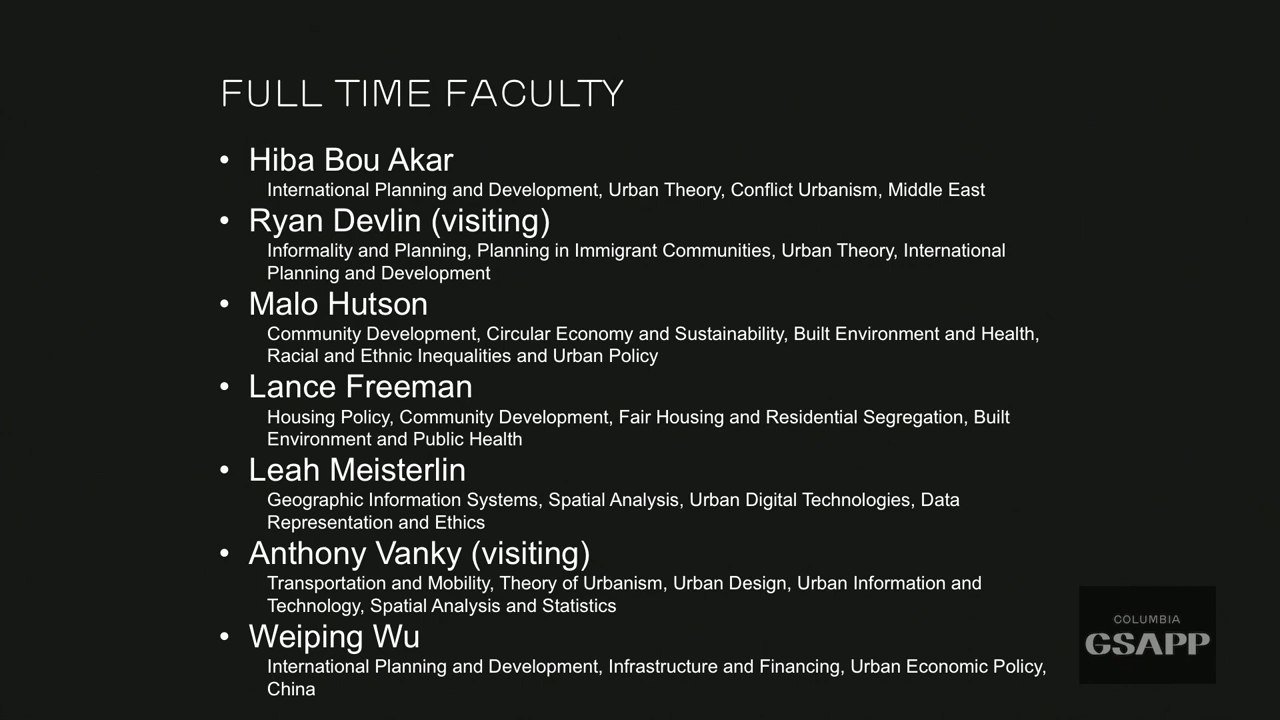 FULL TIME FACULTY
• Hiba Bou Akar
International Planning and Development, Urban Theory, Conflict Urbanism, Middle East
• Ryan Devlin (visiting)
Informality and Planning, Planning in Immigrant Communities, Urban Theory, International
Planning and Development
• Malo Hutson
Community Development, Circular Economy and Sustainability, Built Environment and Health,
Racial and Ethnic Inequalities and Urban Policy
• Lance Freeman
Housing Policy, Community Development, Fair Housing and Residential Segregation, Built
Environment and Public Health
• Leah Meisterlin
Geographic Information Systems, Spatial Analysis, Urban Digital Technologies, Data
Representation and Ethics
• Anthony Vanky (visiting)
Transportation and Mobility, Theory of Urbanism, Urban Design, Urban Information and
Technology, Spatial Analysis and Statistics
• Weiping Wu
International Planning and Development, Infrastructure and Financing, Urban Economic Policy,
China
COLUMBIA
GSAPP